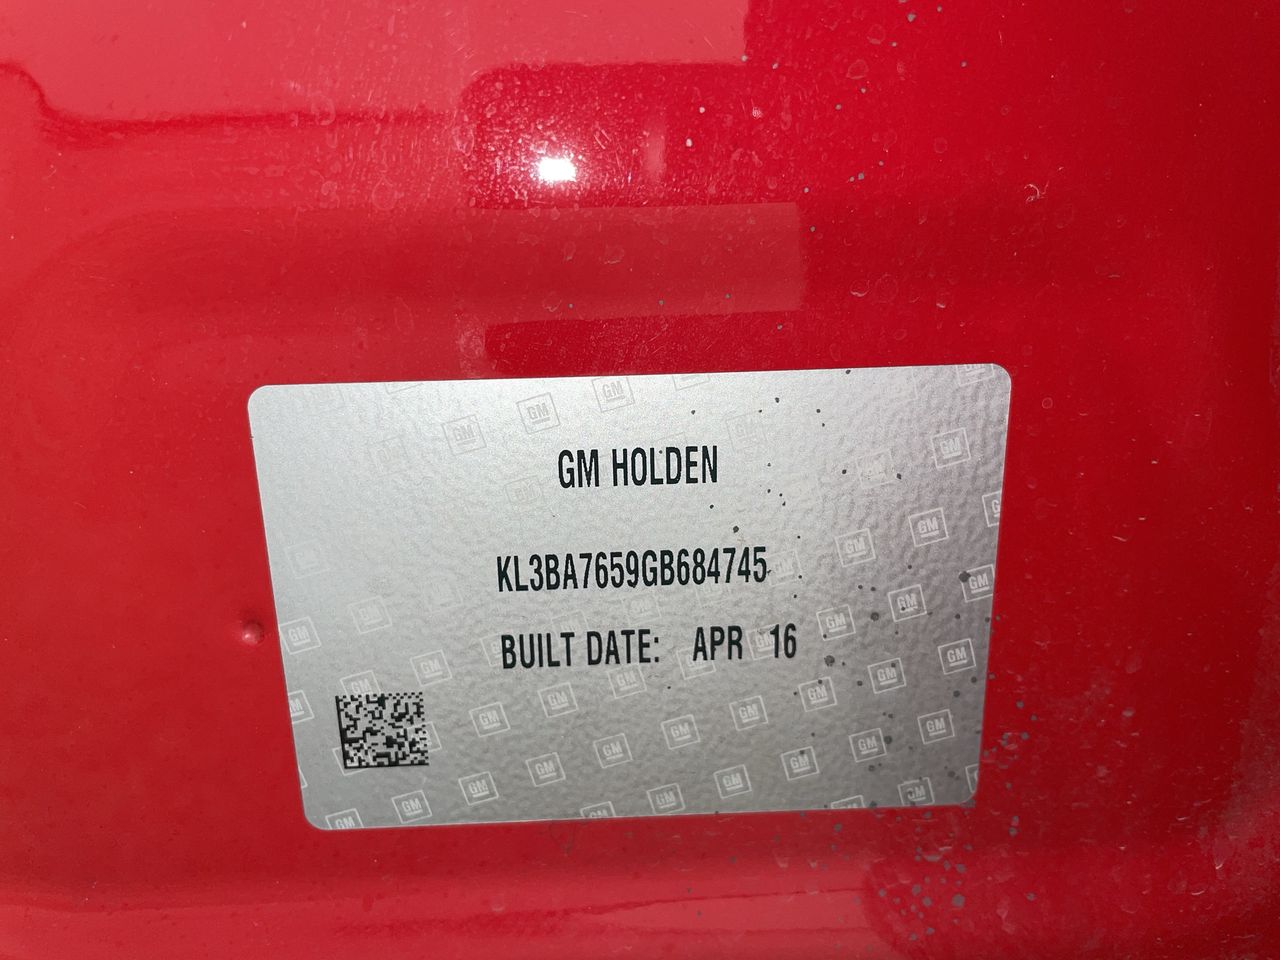 GM HOLDEN
KL3BA7659GB684745
BUILT DATE: APR 16